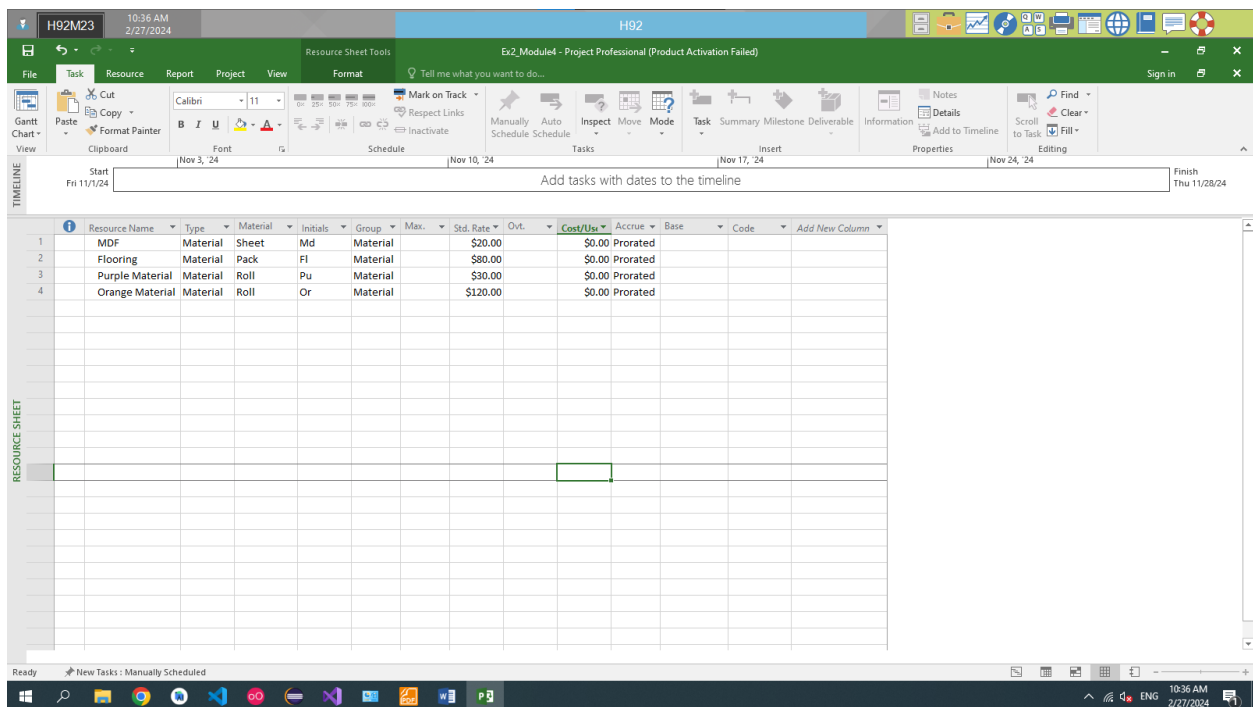 H92M23
10:36 AM
2/27/2024
H92
Resource Sheet Tools
Ex2_Module4 - Project Professional (Product Activation Failed)
File Task Resource Report Project View Format Tell me what you want to do... Sign in
Gantt Chart
Paste
Cut
Copy
Format Painter
Calibri 11
B I U A
0% 25% 50% 75% 100%
Mark on Track
Respect Links
Inactivate
Manually Schedule
Auto Schedule
Inspect Move Mode
Task Summary Milestone Deliverable
Information
Notes
Details
Add to Timeline
Scroll to Task
Find
Clear
Fill
View Clipboard Font Schedule Tasks Insert Properties Editing
TIMELINE
Nov 3, '24 Nov 10, '24 Nov 17, '24 Nov 24, '24
Start
Fri 11/1/24
Add tasks with dates to the timeline
Finish
Thu 11/28/24
RESOURCE SHEET
Resource Name Type Material Initials Group Max. Std. Rate Ovt. Cost/Use Accrue Base Code Add New Column
1 MDF Material Sheet Md Material $20.00 $0.00 Prorated
2 Flooring Material Pack Fl Material $80.00 $0.00 Prorated
3 Purple Material Material Roll Pu Material $30.00 $0.00 Prorated
4 Orange Material Material Roll Or Material $120.00 $0.00 Prorated
Ready New Tasks : Manually Scheduled
ENG
10:36 AM
2/27/2024